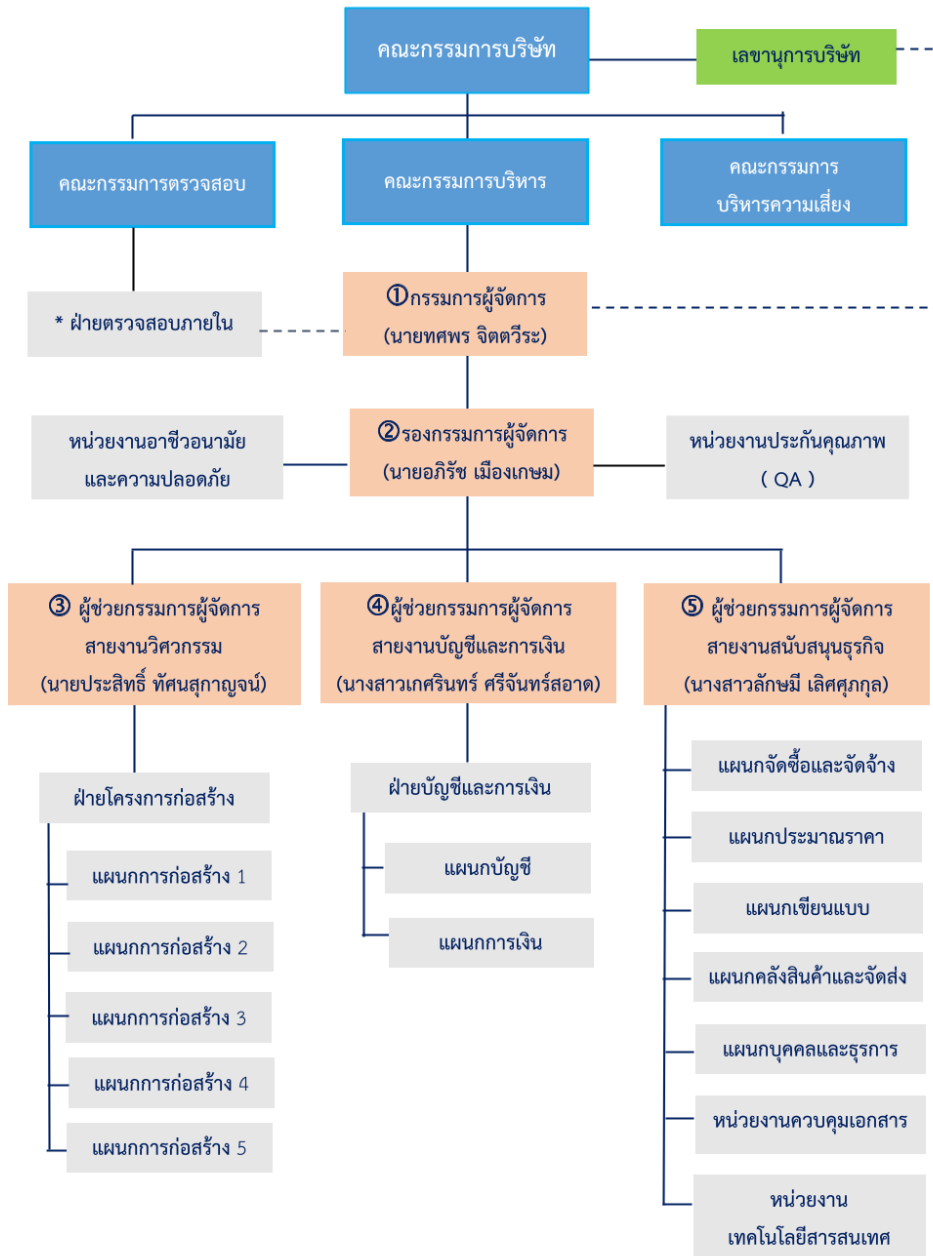 คณะกรรมการบริษัท
เลขานุการบริษัท
คณะกรรมการตรวจสอบ
คณะกรรมการบริหาร
คณะกรรมการ
บริหารความเสี่ยง
* ฝ่ายตรวจสอบภายใน
①กรรมการผู้จัดการ
(นายทศพร จิตตวีระ)
หน่วยงานอาชีวอนามัย
และความปลอดภัย
②รองกรรมการผู้จัดการ
(นายอภิรัช เมืองเกษม)
หน่วยงานประกันคุณภาพ
( QA )
③ ผู้ช่วยกรรมการผู้จัดการ
สายงานวิศวกรรม
(นายประสิทธิ์ ทัศนสุกาญจน์)
④ผู้ช่วยกรรมการผู้จัดการ
สายงานบัญชีและการเงิน
(นางสาวเกศรินทร์ ศรีจันทร์สอาด)
⑤ ผู้ช่วยกรรมการผู้จัดการ
สายงานสนับสนุนธุรกิจ
(นางสาวลักษมี เลิศศุภกุล)
ฝ่ายโครงการก่อสร้าง
แผนกการก่อสร้าง 1
แผนกการก่อสร้าง 2
แผนกการก่อสร้าง 3
แผนกการก่อสร้าง 4
แผนกการก่อสร้าง 5
ฝ่ายบัญชีและการเงิน
แผนกบัญชี
แผนกการเงิน
แผนกจัดซื้อและจัดจ้าง
แผนกประมาณราคา
แผนกเขียนแบบ
แผนกคลังสินค้าและจัดส่ง
แผนกบุคคลและธุรการ
หน่วยงานควบคุมเอกสาร
หน่วยงาน
เทคโนโลยีสารสนเทศ